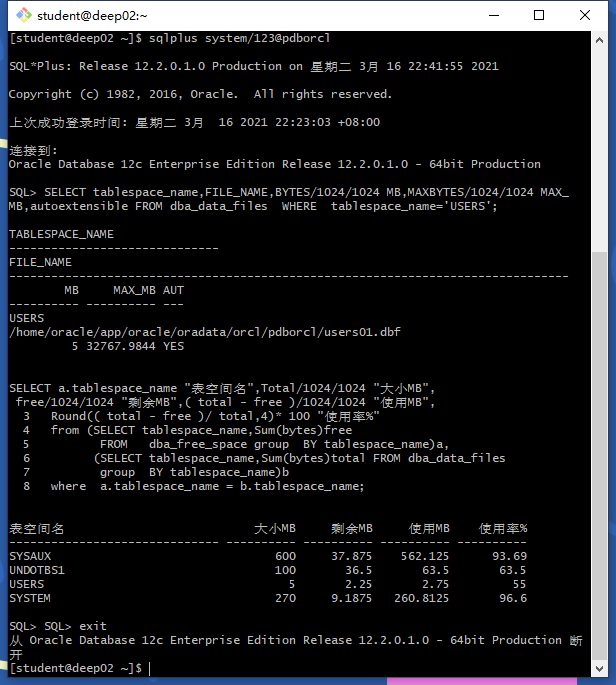 student@deep02:~
[student@deep02 ~]$ sqlplus system/123@pdborcl
SQL*Plus: Release 12.2.0.1.0 Production on 星期二 3月 16 22:41:55 2021
Copyright (c) 1982, 2016, Oracle.  All rights reserved.
上次成功登录时间: 星期二 3月  16 2021 22:23:03 +08:00
连接到:
Oracle Database 12c Enterprise Edition Release 12.2.0.1.0 - 64bit Production
SQL> SELECT tablespace_name,FILE_NAME,BYTES/1024/1024 MB,MAXBYTES/1024/1024 MAX_
MB,autoextensible FROM dba_data_files  WHERE  tablespace_name='USERS';
TABLESPACE_NAME
------------------------------
FILE_NAME
--------------------------------------------------------------------------------
        MB     MAX_MB AUT
---------- ---------- ---
USERS
/home/oracle/app/oracle/oradata/orcl/pdborcl/users01.dbf
         5 32767.9844 YES
SELECT a.tablespace_name "表空间名",Total/1024/1024 "大小MB",
 free/1024/1024 "剩余MB",( total - free )/1024/1024 "使用MB",
  3   Round(( total - free )/ total,4)* 100 "使用率%"
  4   from (SELECT tablespace_name,Sum(bytes)free
  5          FROM   dba_free_space group  BY tablespace_name)a,
  6         (SELECT tablespace_name,Sum(bytes)total FROM dba_data_files
  7          group  BY tablespace_name)b
  8   where  a.tablespace_name = b.tablespace_name;
表空间名                           大小MB     剩余MB     使用MB    使用率%
------------------------------ ---------- ---------- ---------- ----------
SYSAUX                                600     37.875    562.125      93.69
UNDOTBS1                              100       36.5       63.5       63.5
USERS                                   5       2.25       2.75         55
SYSTEM                                270     9.1875   260.8125       96.6
SQL> SQL> exit
从 Oracle Database 12c Enterprise Edition Release 12.2.0.1.0 - 64bit Production 断
开
[student@deep02 ~]$